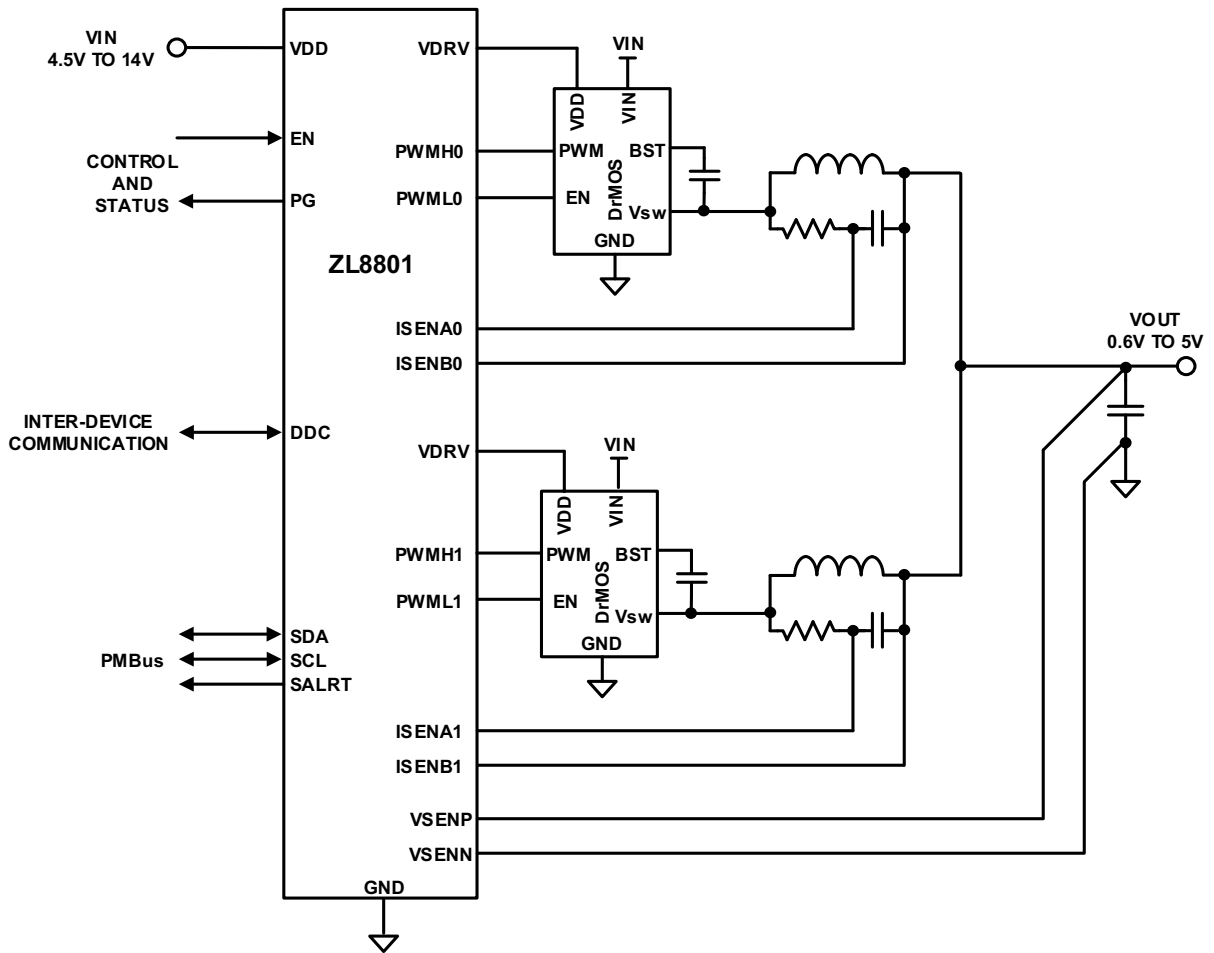 VIN
4.5V TO 14V
VDD
EN
CONTROL
AND
STATUS
PG
ZL8801
INTER-DEVICE
COMMUNICATION
DDC
PMBus
SDA
SCL
SALRT
GND
VDRV
PWMH0
PWML0
ISENA0
ISENB0
VDRV
PWMH1
PWML1
ISENA1
ISENB1
VSENP
VSENN
VIN
VDD
VIN
PWM
BST
EN
DrMOS
Vsw
GND
VIN
VDD
VIN
PWM
BST
EN
DrMOS
Vsw
GND
VOUT
0.6V TO 5V